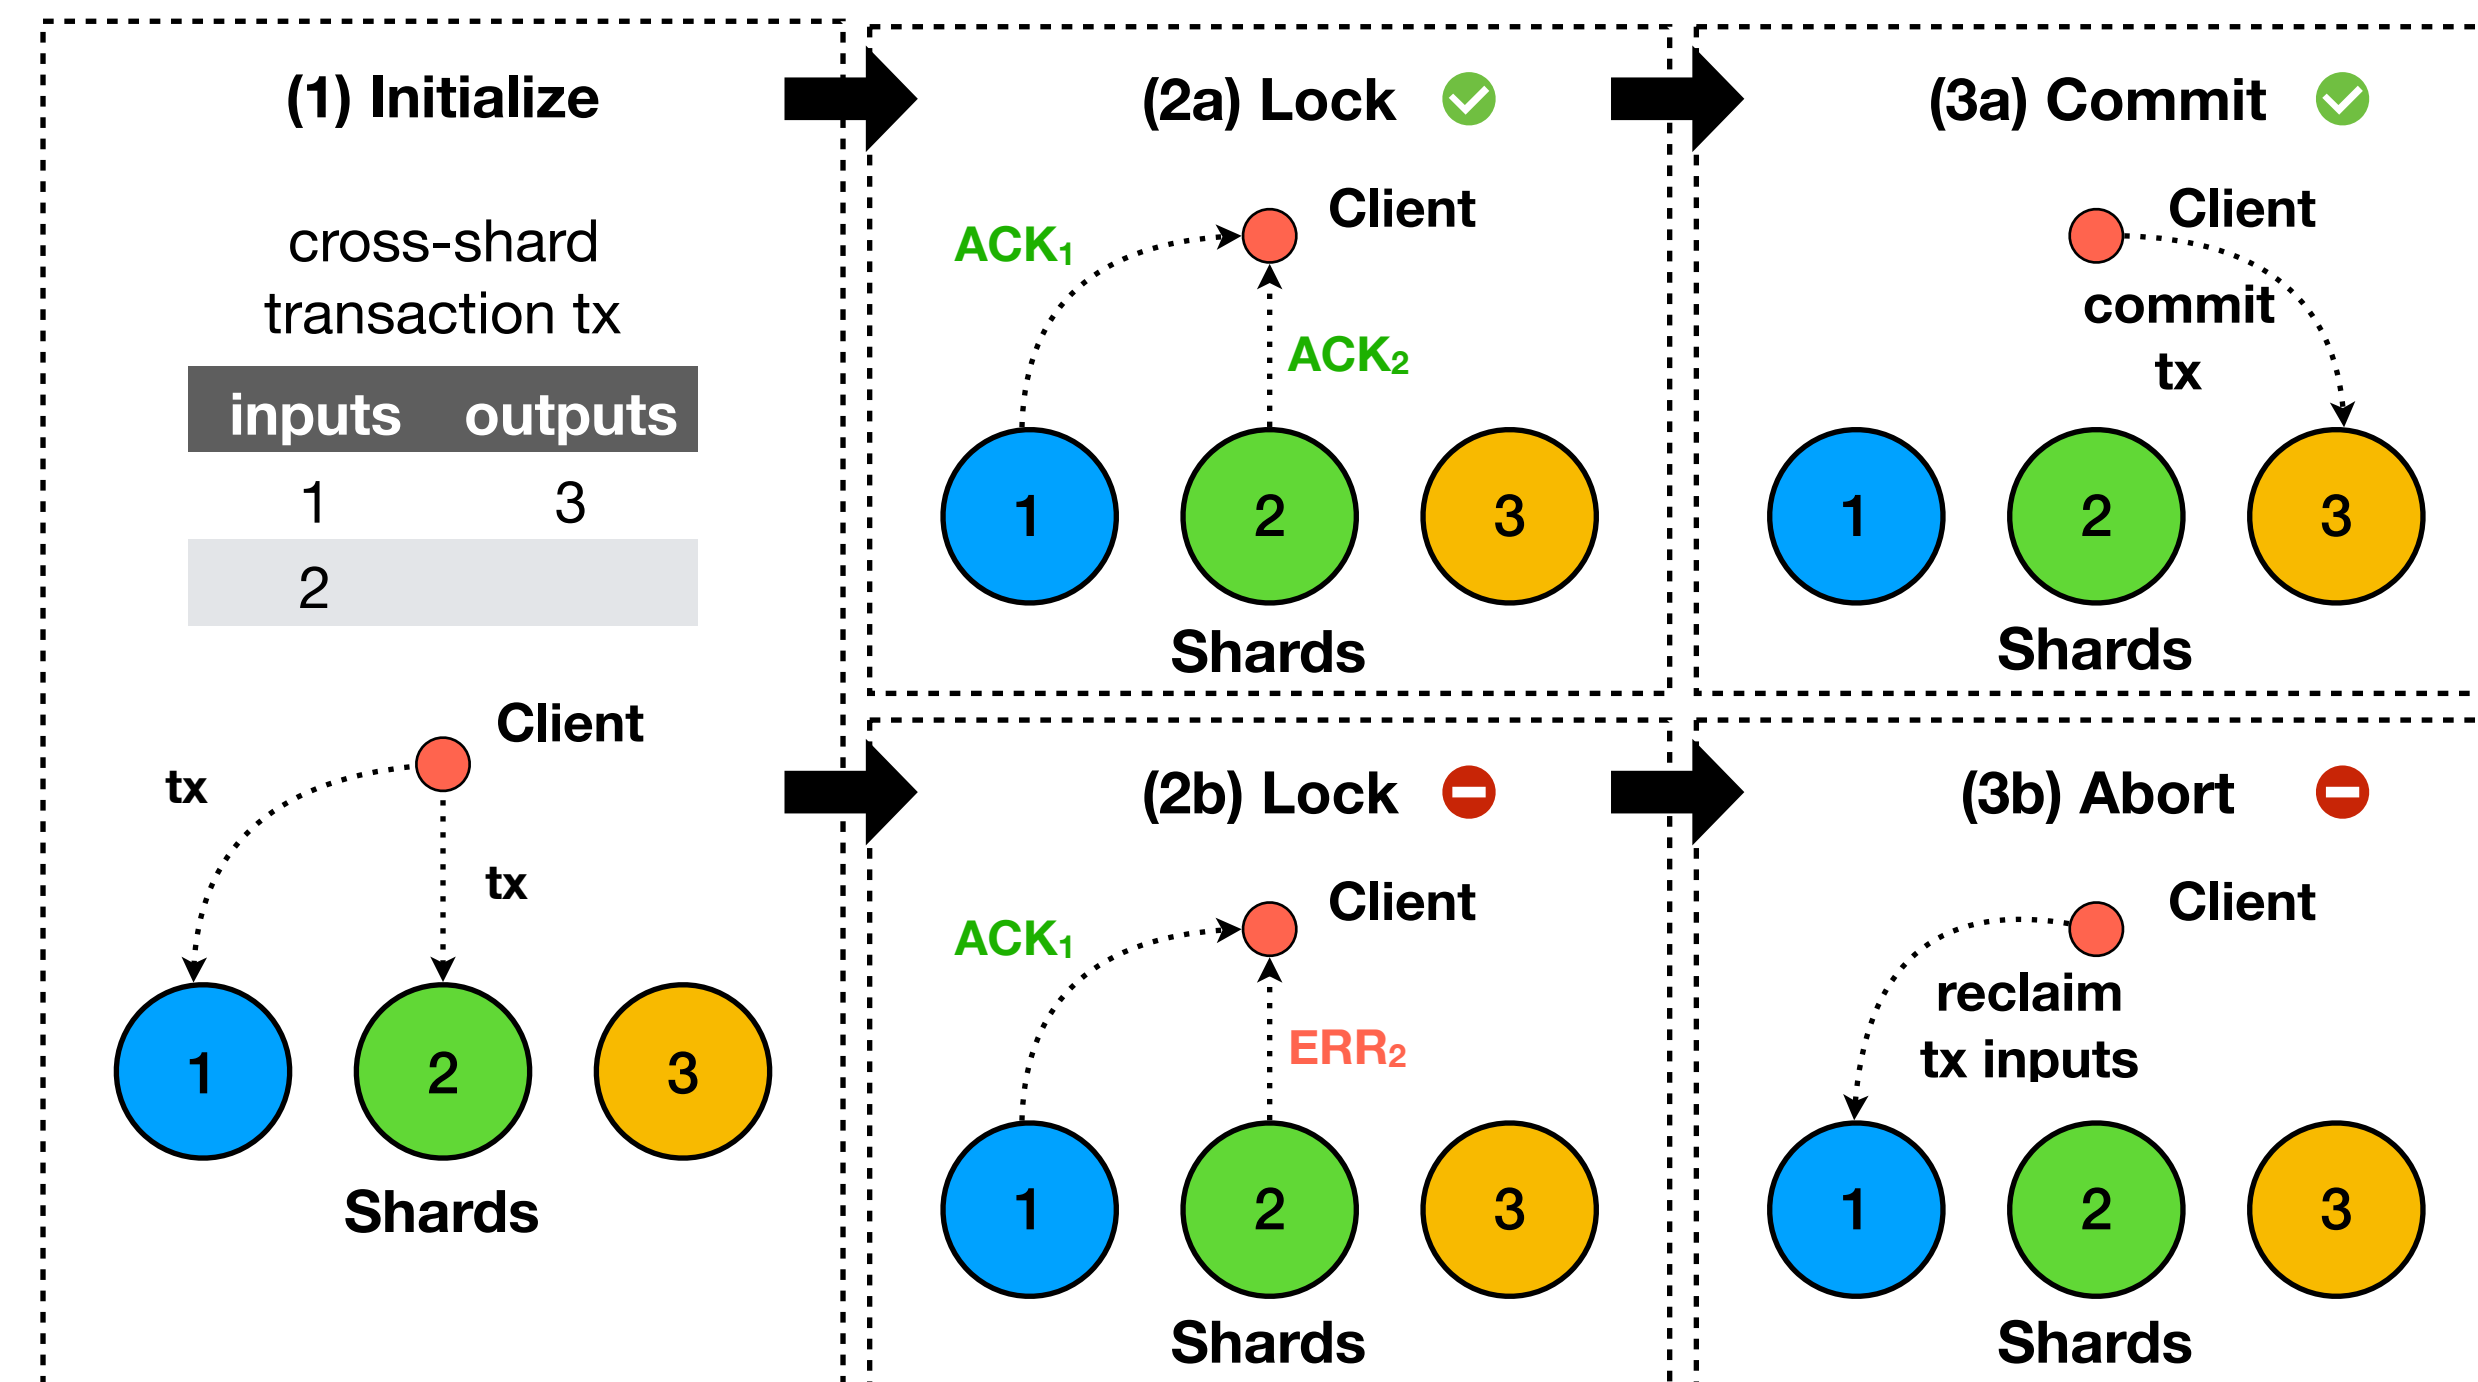 (1) Initialize
cross-shard
transaction tx
inputs outputs
1 3
2
Client
tx
tx
1 2 3
Shards
(2a) Lock
Client
ACK₁
ACK₂
1 2 3
Shards
(3a) Commit
Client
commit
tx
1 2 3
Shards
(2b) Lock
Client
ACK₁
ERR₂
1 2 3
Shards
(3b) Abort
Client
reclaim
tx inputs
1 2 3
Shards